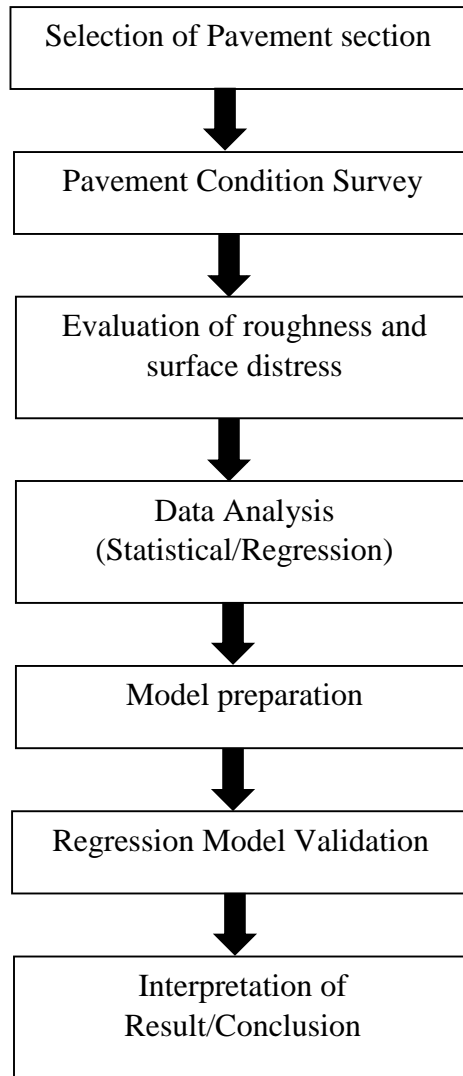 Selection of Pavement section
Pavement Condition Survey
Evaluation of roughness and
surface distress
Data Analysis
(Statistical/Regression)
Model preparation
Regression Model Validation
Interpretation of
Result/Conclusion